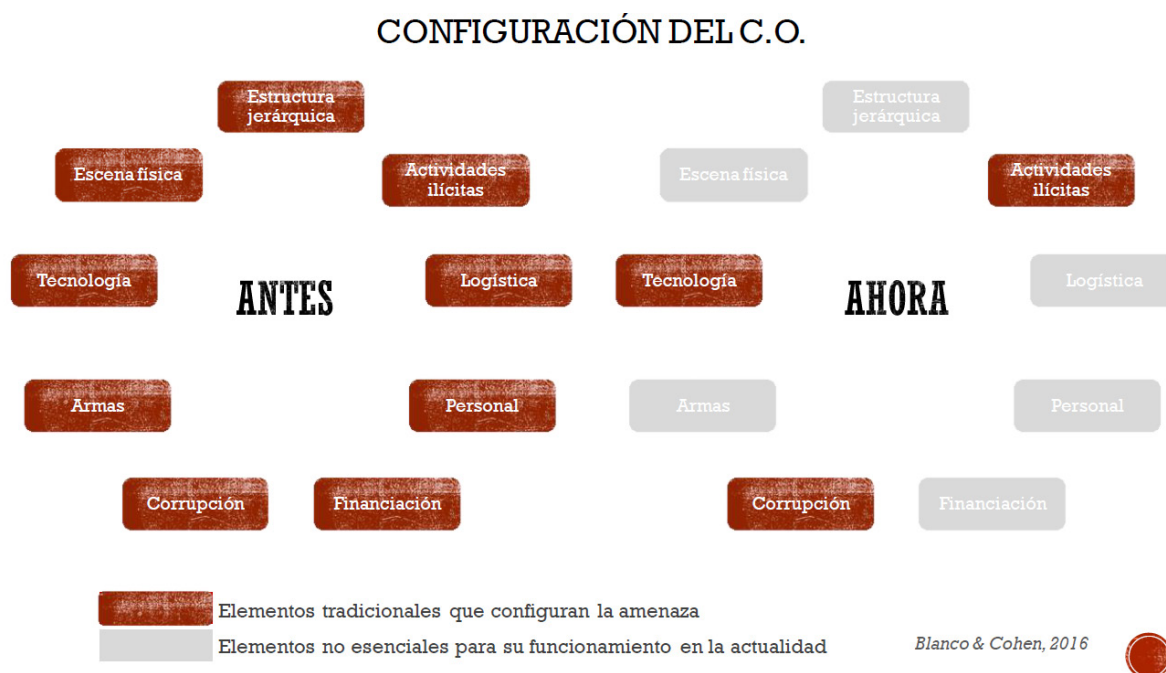 CONFIGURACIÓN DEL C.O.
Estructura
jerárquica
Escena física
Actividades
ilícitas
Tecnología
ANTES
Logística
Armas
Personal
Corrupción
Financiación
Estructura
jerárquica
Escena física
Actividades
ilícitas
Tecnología
AHORA
Logística
Armas
Personal
Corrupción
Financiación
Elementos tradicionales que configuran la amenaza
Elementos no esenciales para su funcionamiento en la actualidad
Blanco & Cohen, 2016